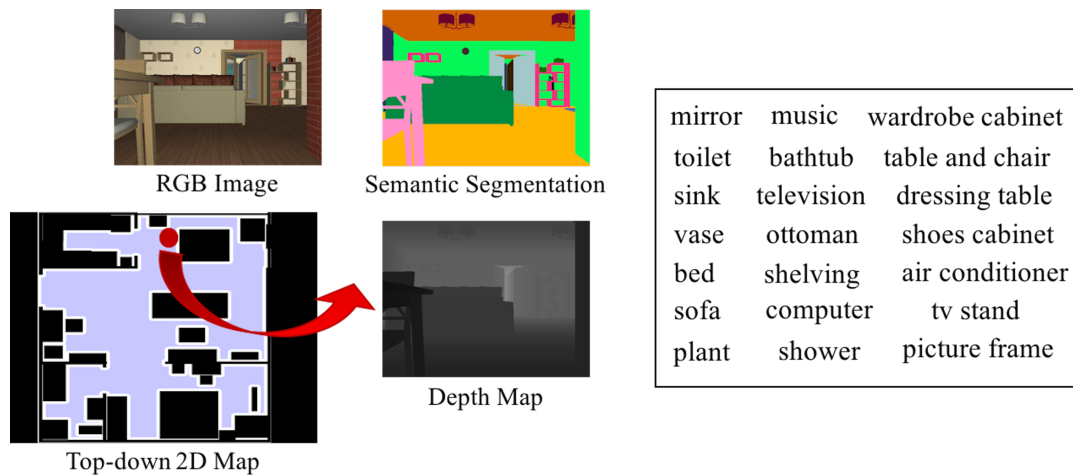 RGB Image
Semantic Segmentation
Top-down 2D Map
Depth Map
mirror music wardrobe cabinet
toilet bathtub table and chair
sink television dressing table
vase ottoman shoes cabinet
bed shelving air conditioner
sofa computer tv stand
plant shower picture frame